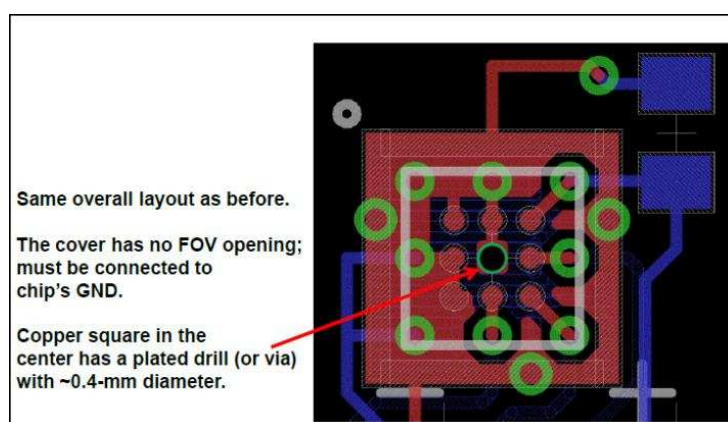 Same overall layout as before.
The cover has no FOV opening;
must be connected to
chip's GND.
Copper square in the
center has a plated drill (or via)
with ~0.4-mm diameter.